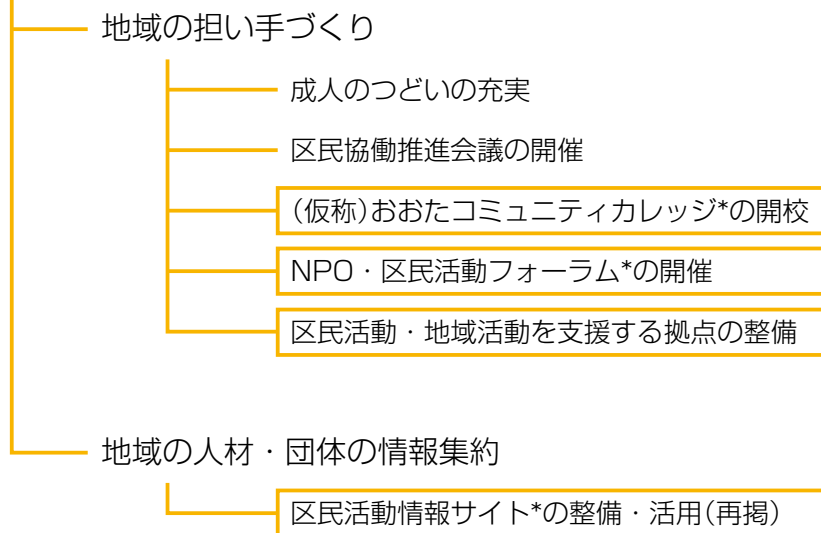 地域の担い手づくり
成人のつどいの充実
区民協働推進会議の開催
(仮称)おおたコミュニティカレッジ*の開校
NPO・区民活動フォーラム*の開催
区民活動・地域活動を支援する拠点の整備
地域の人材・団体の情報集約
区民活動情報サイト*の整備・活用(再掲)